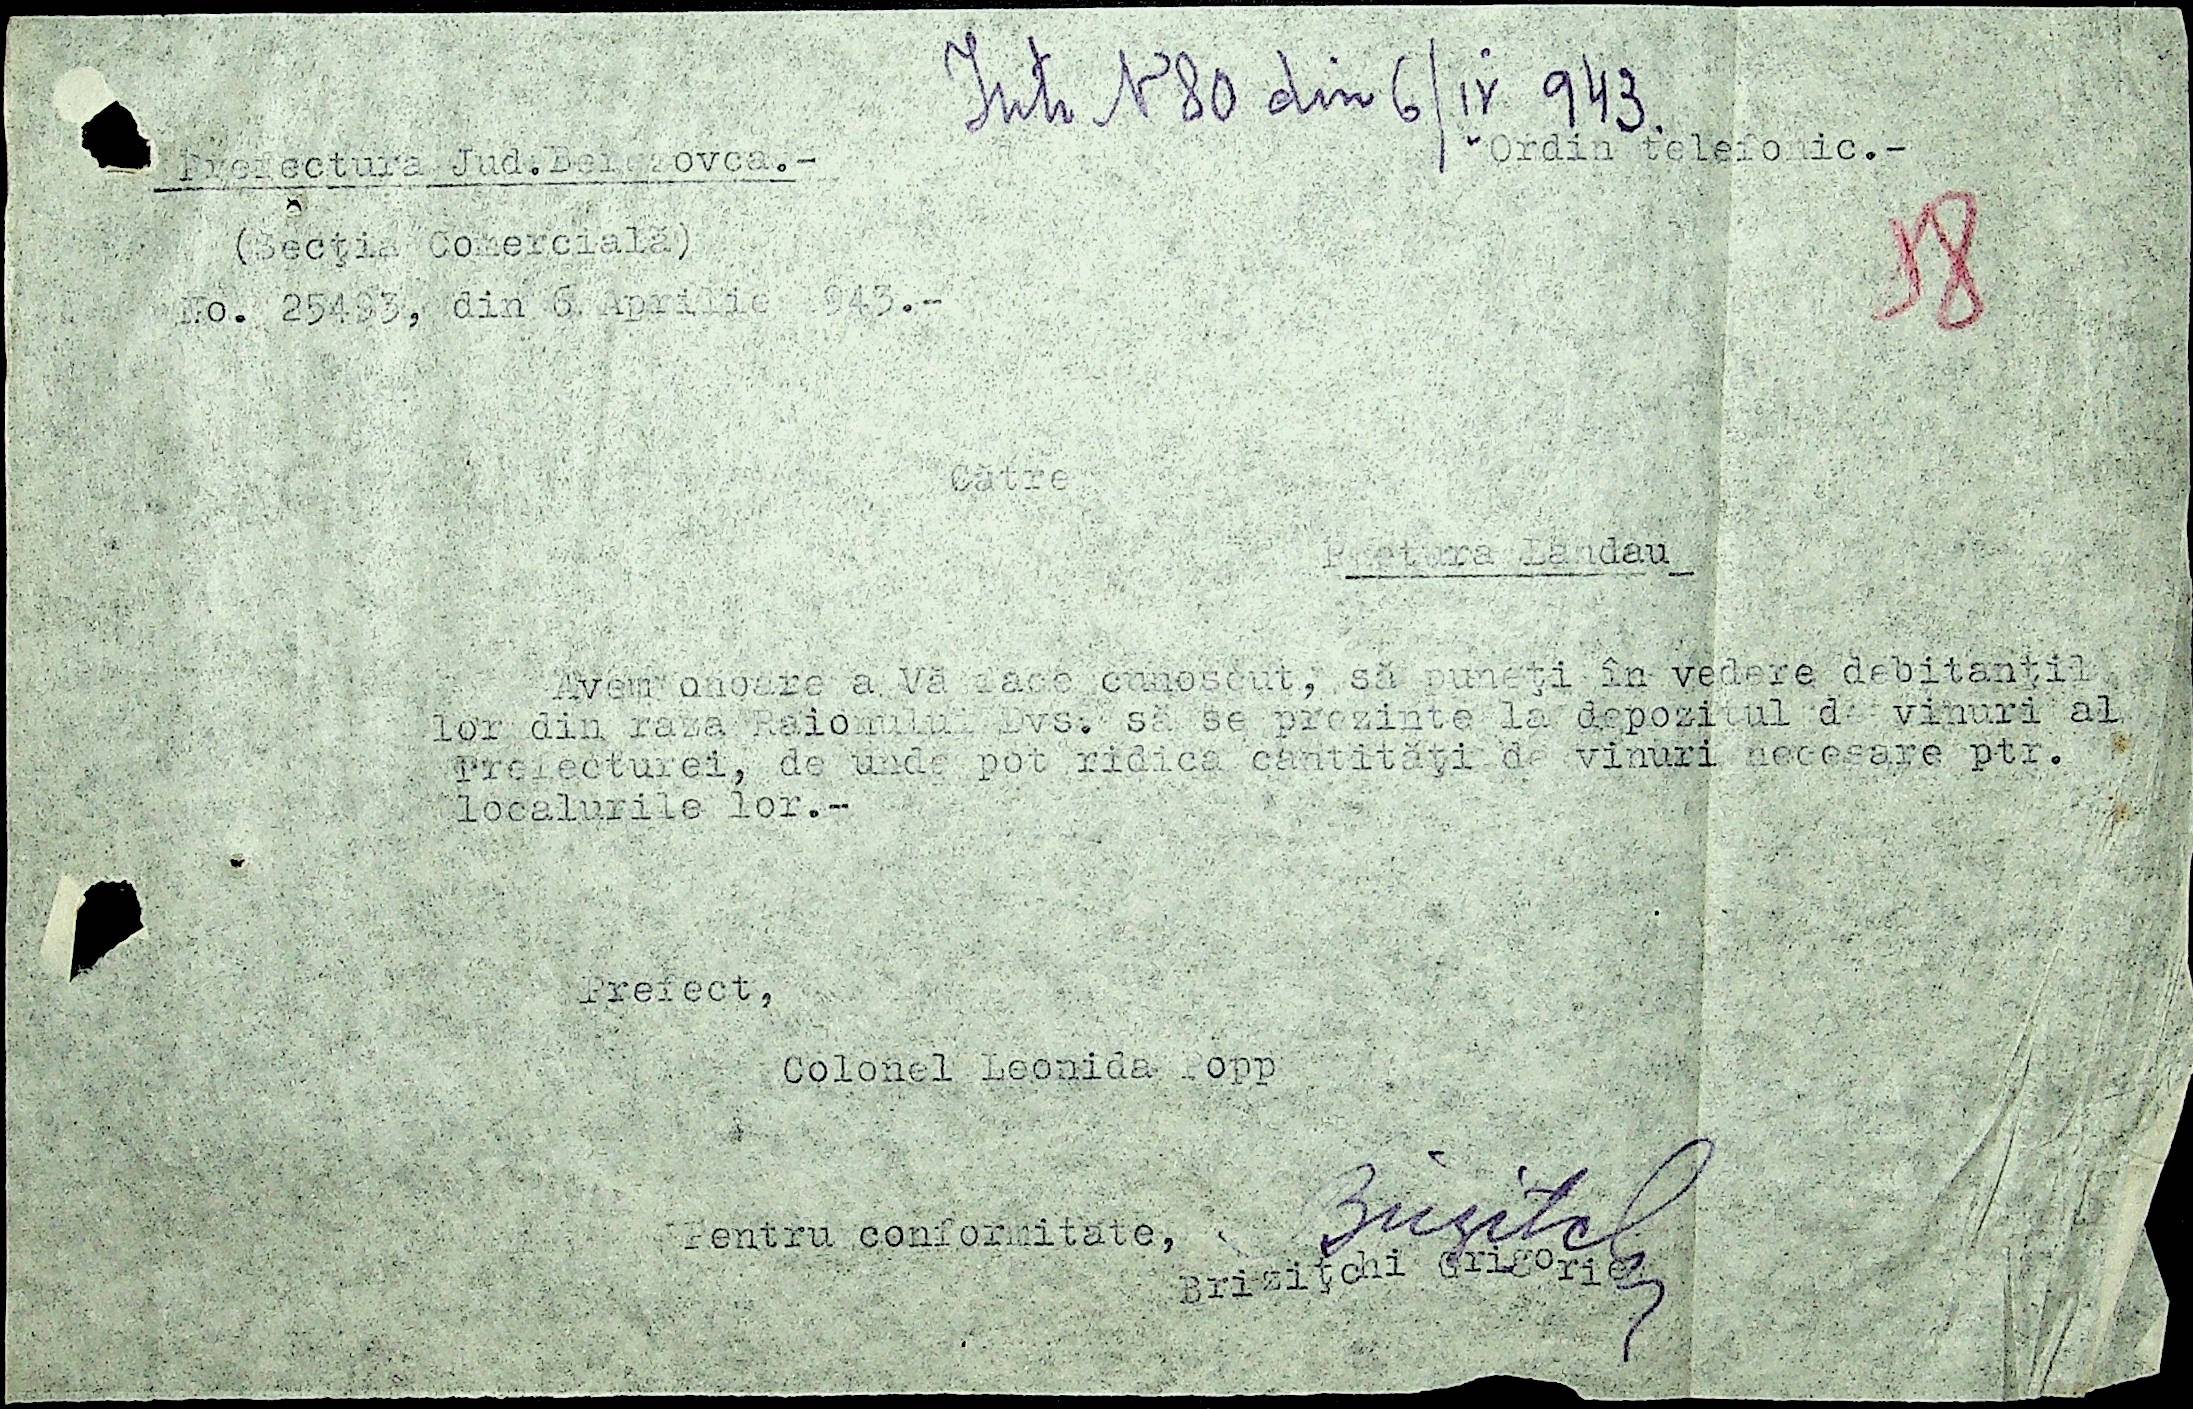 Intr N° 80 din 6/IV 943.
Ordin telefonic.-
Prefectura Jud.Berezovca.-
58
(Secţia Comercială)
No. 25493, din 6 Aprilie 1943.-
Către
Pretura Landau
Avem onoare a Vă face cunoscut, să puneţi în vedere debitanţil
lor din raza Raionului Dvs. să se prezinte la depozitul de vinuri al
Prefecturei, de unde pot ridica cantităţi de vinuri necesare ptr.
localurile lor.-
Prefect,
Colonel Leonida Popp
Pentru conformitate,
Briziţchi Grigorie